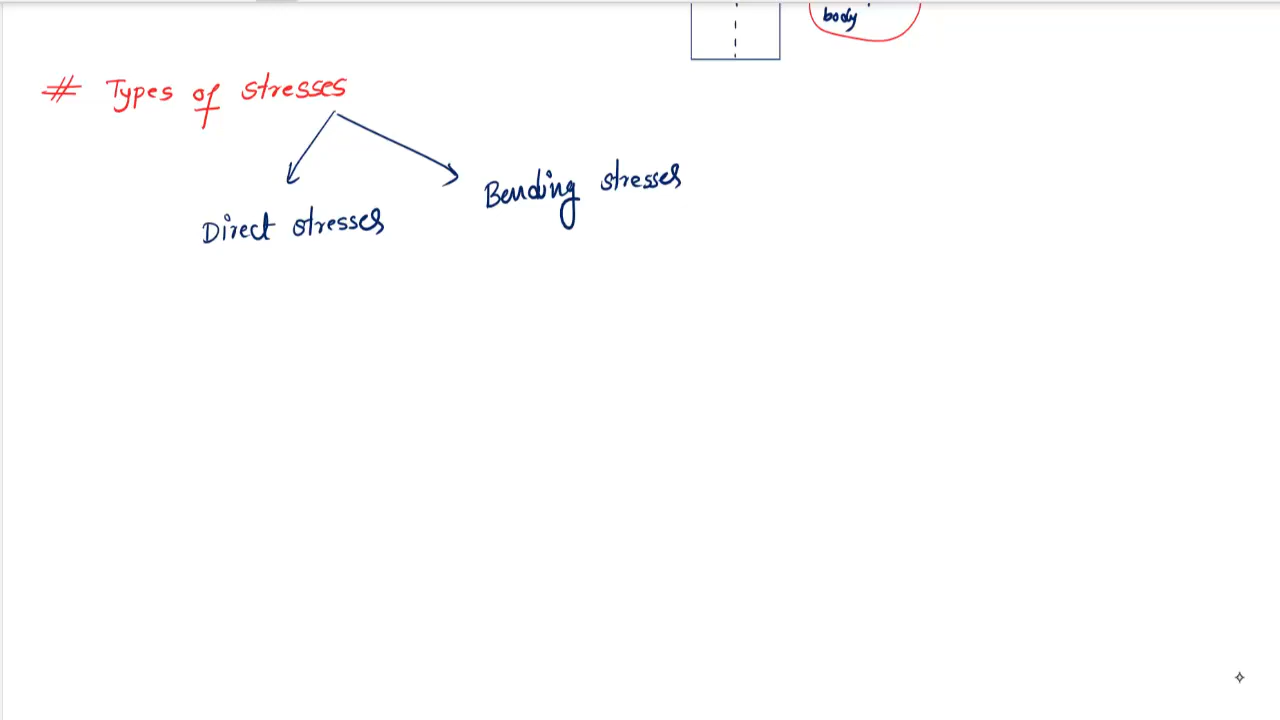 body
# Types of stresses
Bending stresses
Direct stresses